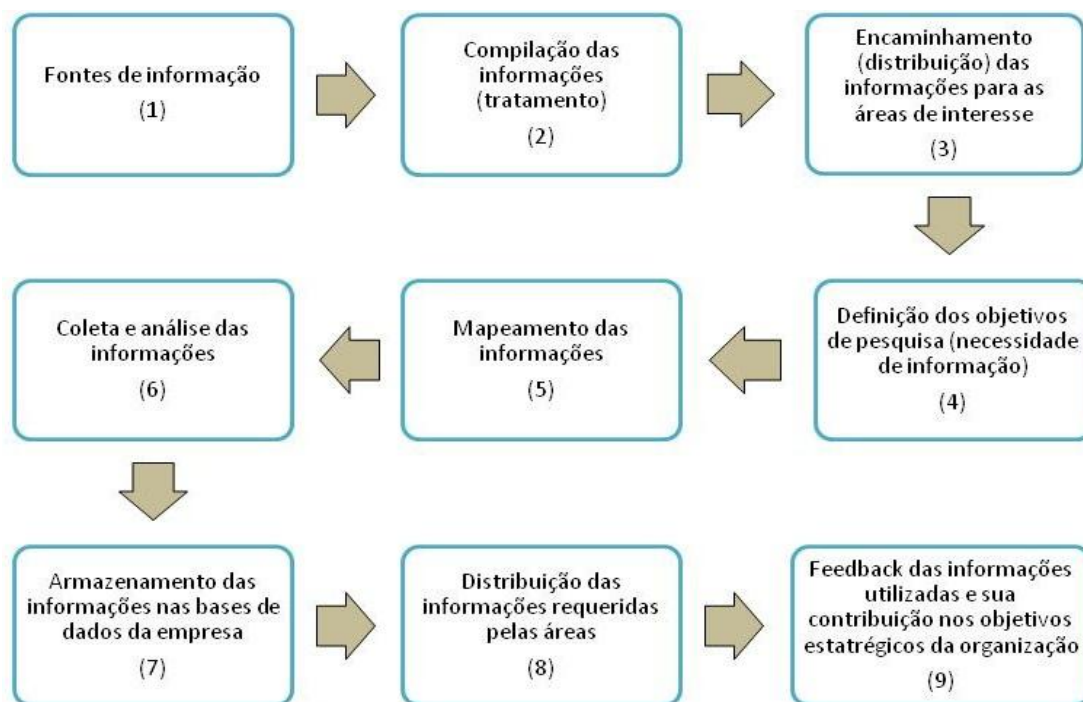 Fontes de informação
(1)
Compilação das
informações
(tratamento)
(2)
Encaminhamento
(distribuição) das
informações para as
áreas de interesse
(3)
Definição dos objetivos
de pesquisa (necessidade
de informação)
(4)
Mapeamento das
informações
(5)
Coleta e análise das
informações
(6)
Armazenamento das
informações nas bases de
dados da empresa
(7)
Distribuição das
informações requeridas
pelas áreas
(8)
Feedback das informações
utilizadas e sua
contribuição nos objetivos
estatrégicos da organização
(9)